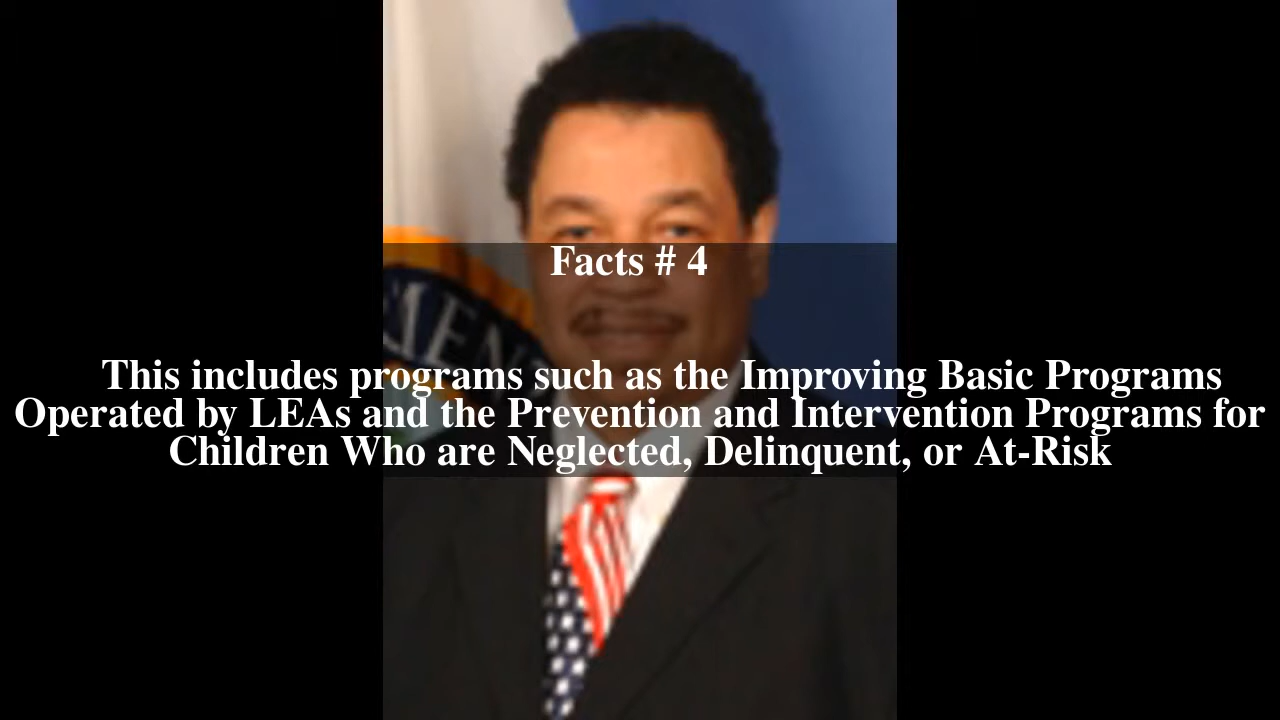 Facts # 4
MEN
This includes programs such as the Improving Basic Programs
Operated by LEAs and the Prevention and Intervention Programs for
Children Who are Neglected, Delinquent, or At-Risk